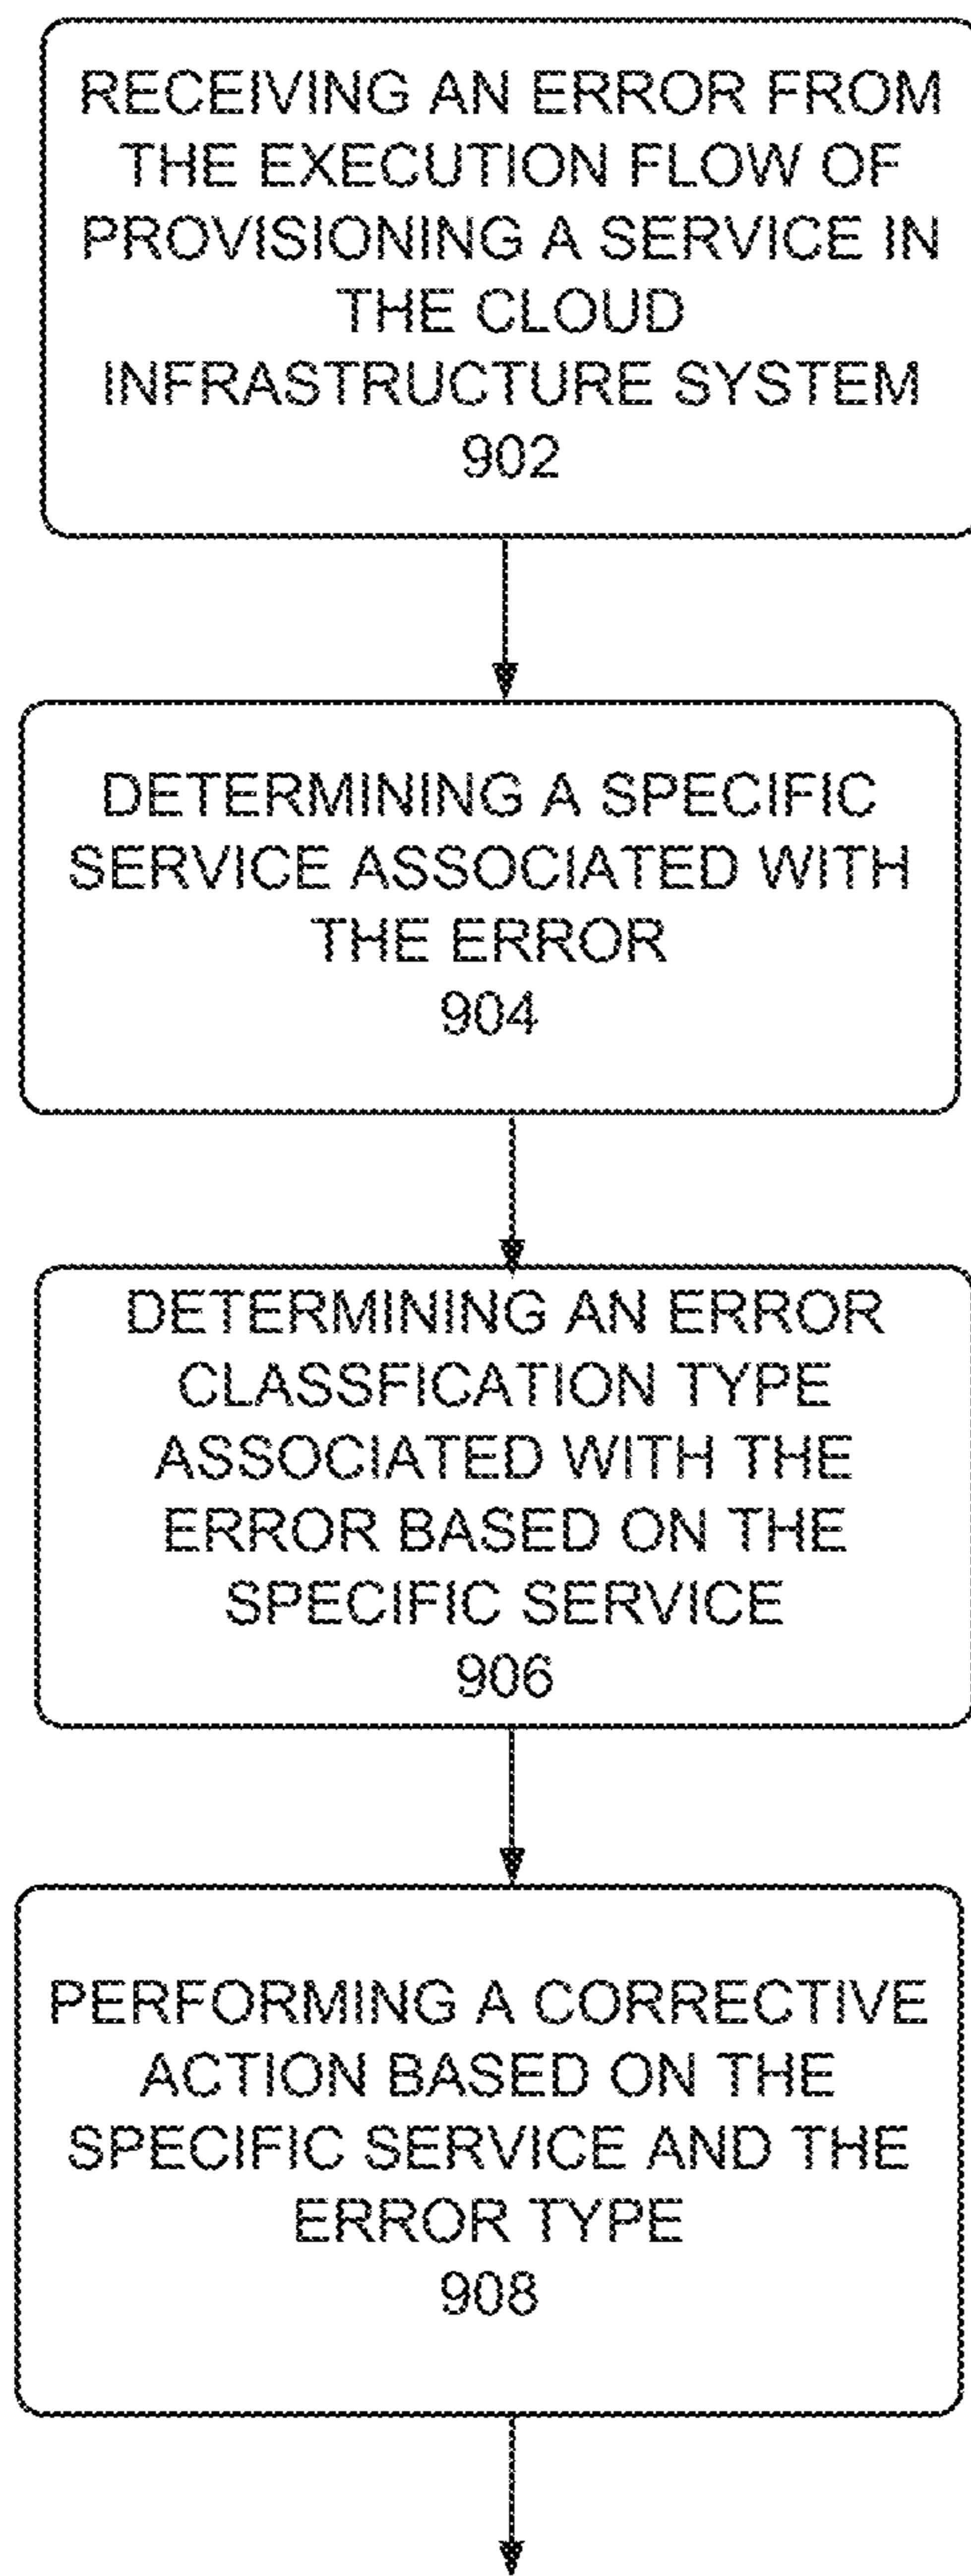 RECEIVING AN ERROR FROM
THE EXECUTION FLOW OF
PROVISIONING A SERVICE IN
THE CLOUD
INFRASTRUCTURE SYSTEM
902
DETERMINING A SPECIFIC
SERVICE ASSOCIATED WITH
THE ERROR
904
DETERMINING AN ERROR
CLASSFICATION TYPE
ASSOCIATED WITH THE
ERROR BASED ON THE
SPECIFIC SERVICE
906
PERFORMING A CORRECTIVE
ACTION BASED ON THE
SPECIFIC SERVICE AND THE
ERROR TYPE
908